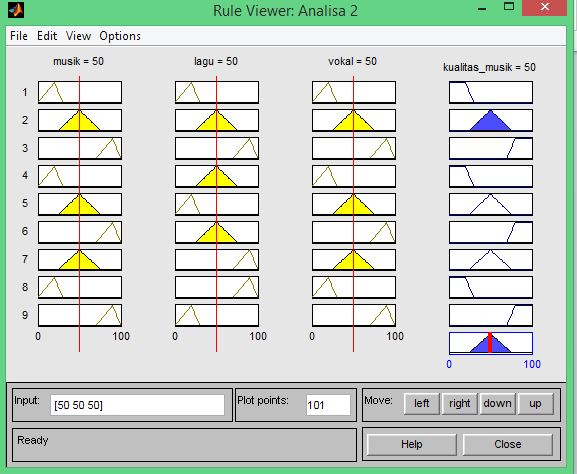 Rule Viewer: Analisa 2
File Edit View Options
musik = 50 lagu = 50 vokal = 50 kualitas_musik = 50
1
2
3
4
5
6
7
8
9
0 100 0 100 0 100
0 100
Input: [50 50 50] Plot points: 101 Move: left right down up
Ready Help Close